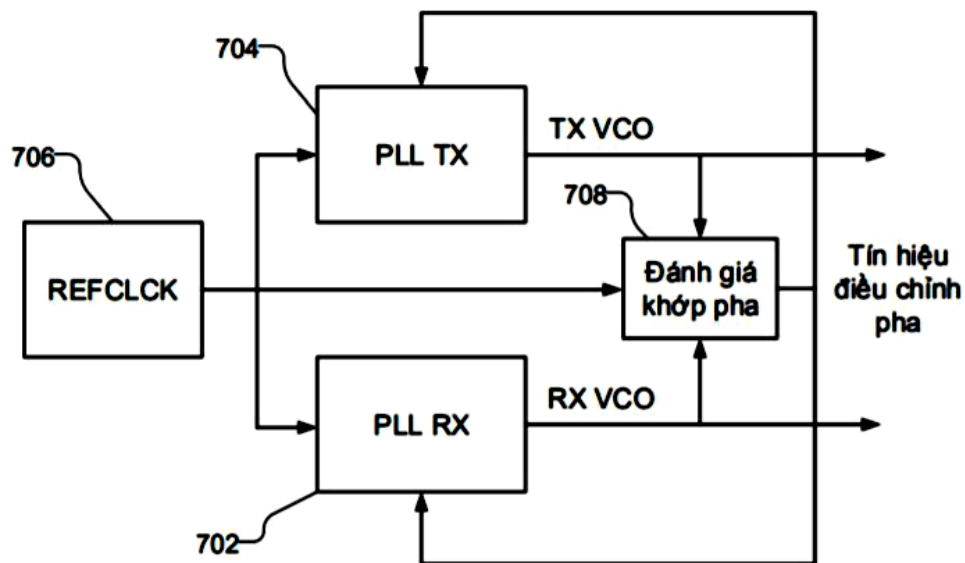 704
TX VCO
PLL TX
706
708
REFCLCK
Đánh giá
khớp pha
Tín hiệu
điều chỉnh
pha
RX VCO
PLL RX
702